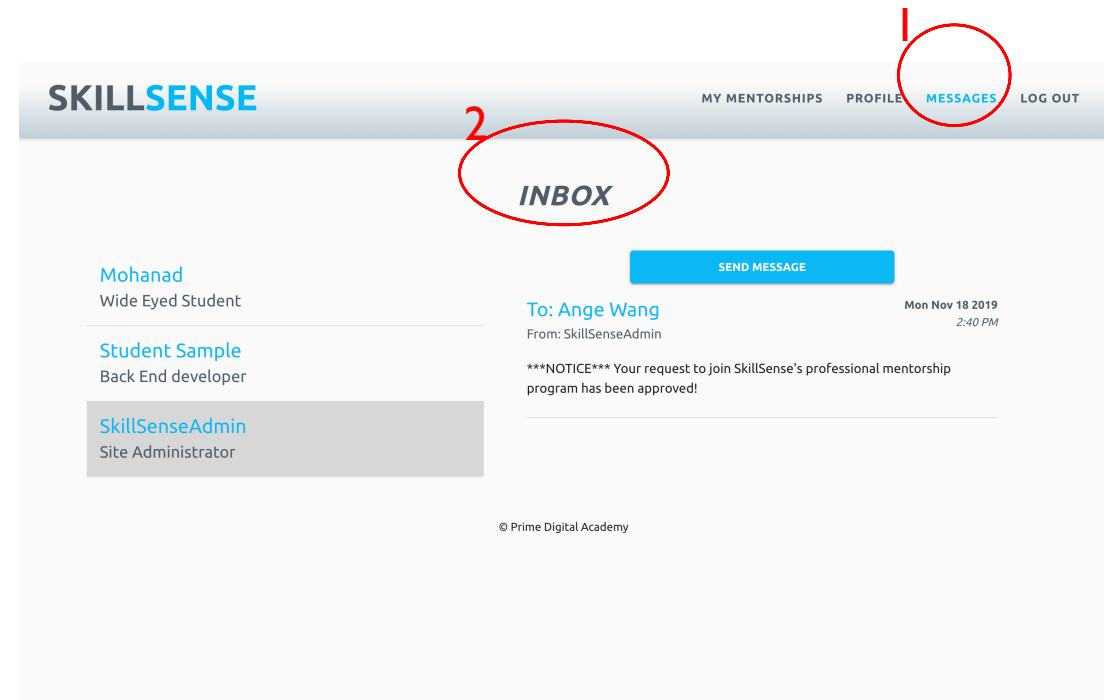 1
SKILLSENSE
MY MENTORSHIPS PROFILE MESSAGES LOG OUT
2
INBOX
Mohanad
Wide Eyed Student
Student Sample
Back End developer
SkillSenseAdmin
Site Administrator
SEND MESSAGE
To: Ange Wang
Mon Nov 18 2019
From: SkillSenseAdmin
2:40 PM
***NOTICE*** Your request to join SkillSense's professional mentorship
program has been approved!
© Prime Digital Academy